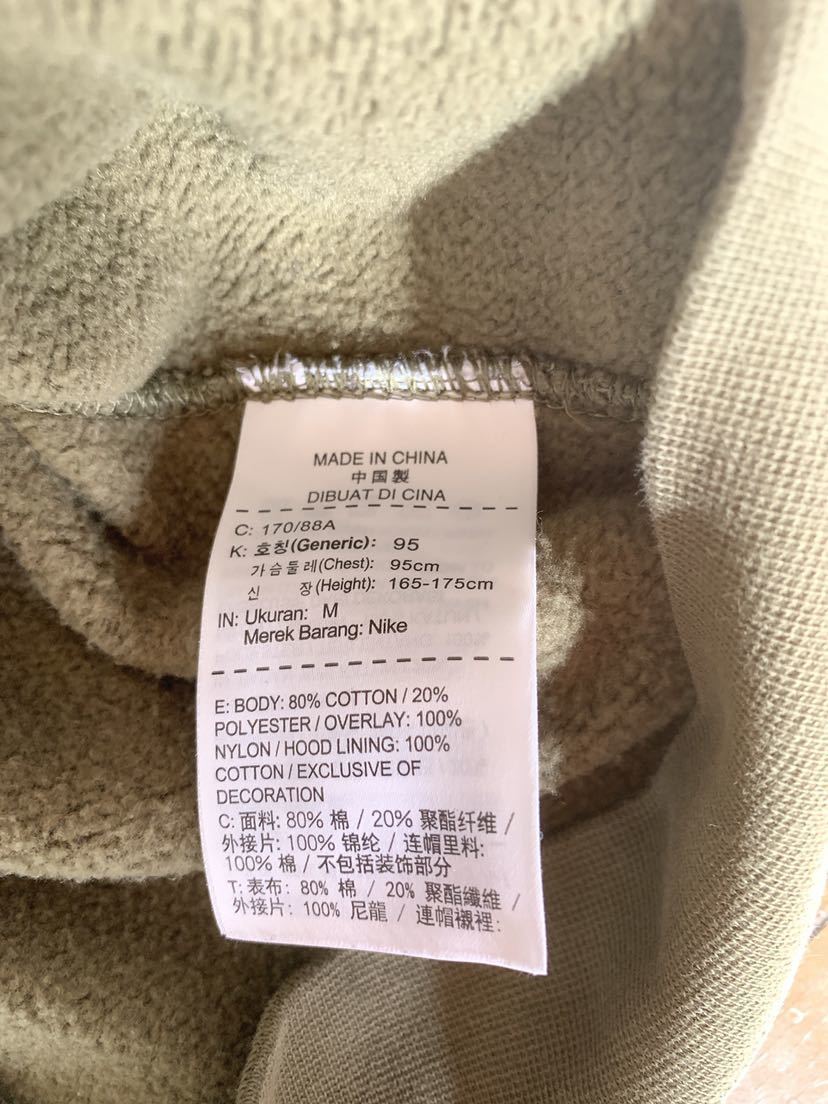 MADE IN CHINA
中国製
DIBUAT DI CINA
C: 170/88A
K: 호칭(Generic): 95
가슴둘레(Chest): 95cm
신 장(Height): 165-175cm
IN: Ukuran: M
Merek Barang: Nike
E: BODY: 80% COTTON / 20%
POLYESTER / OVERLAY: 100%
NYLON / HOOD LINING: 100%
COTTON / EXCLUSIVE OF
DECORATION
C: 面料: 80% 棉 / 20% 聚酯纤维 /
外接片: 100% 锦纶 / 连帽里料:
100% 棉 / 不包括装饰部分
T: 表布: 80% 棉 / 20% 聚酯纖維 /
外接片: 100% 尼龍 / 連帽襯裡: